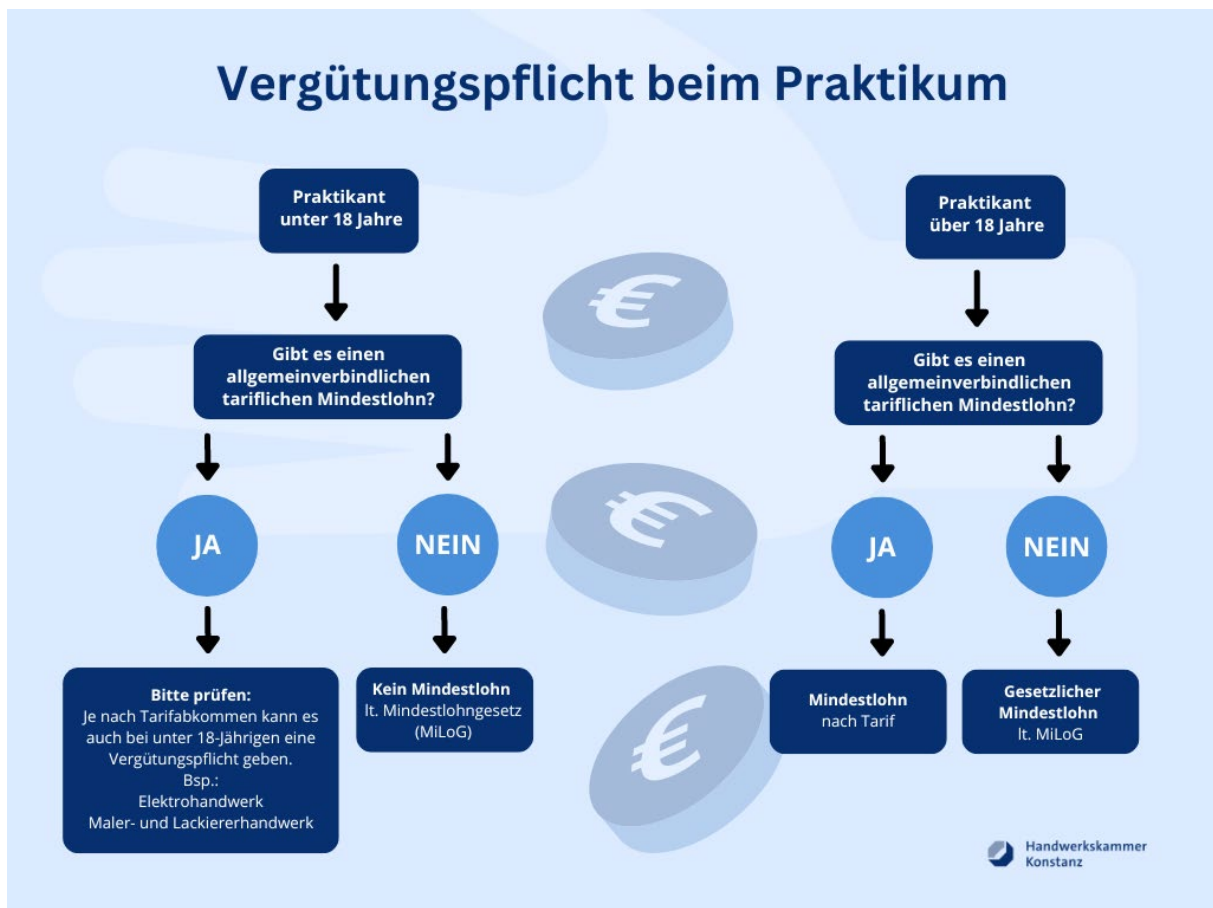 Vergütungspflicht beim Praktikum
Praktikant
unter 18 Jahre
Gibt es einen
allgemeinverbindlichen
tariflichen Mindestlohn?
JA
NEIN
Bitte prüfen:
Je nach Tarifabkommen kann es
auch bei unter 18-Jährigen eine
Vergütungspflicht geben.
Bsp.:
Elektrohandwerk
Maler- und Lackiererhandwerk
Kein Mindestlohn
lt. Mindestlohngesetz
(MiLoG)
Praktikant
über 18 Jahre
Gibt es einen
allgemeinverbindlichen
tariflichen Mindestlohn?
JA
NEIN
Mindestlohn
nach Tarif
Gesetzlicher
Mindestlohn
lt. MiLoG
€
€
€
Handwerkskammer
Konstanz